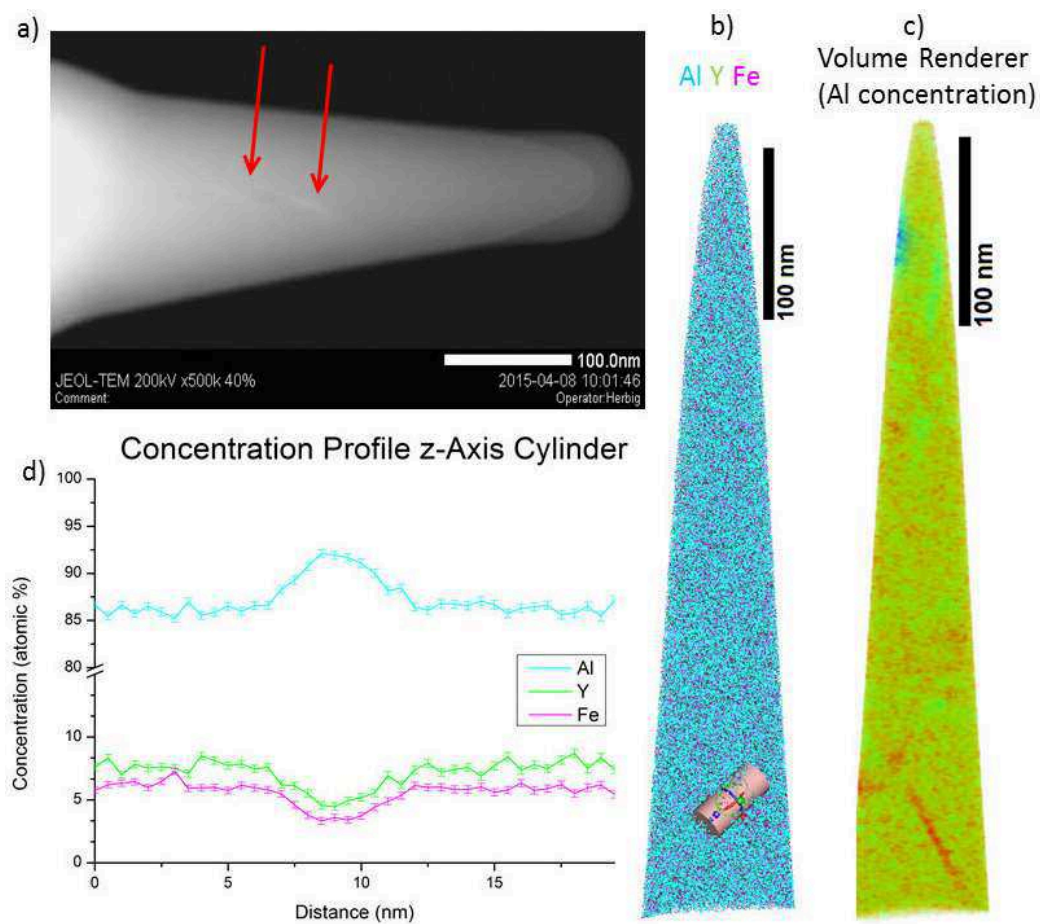 a)
100.0nm
JEOL-TEM 200kV x500k 40%
2015-04-08 10:01:46
Comment:
Operator:Herbig
b)
Al Y Fe
100 nm
c)
Volume Renderer
(Al concentration)
100 nm
d)
Concentration Profile z-Axis Cylinder
Concentration (atomic %)
100
95
90
85
80
10
5
0
Al
Y
Fe
0
5
10
15
Distance (nm)